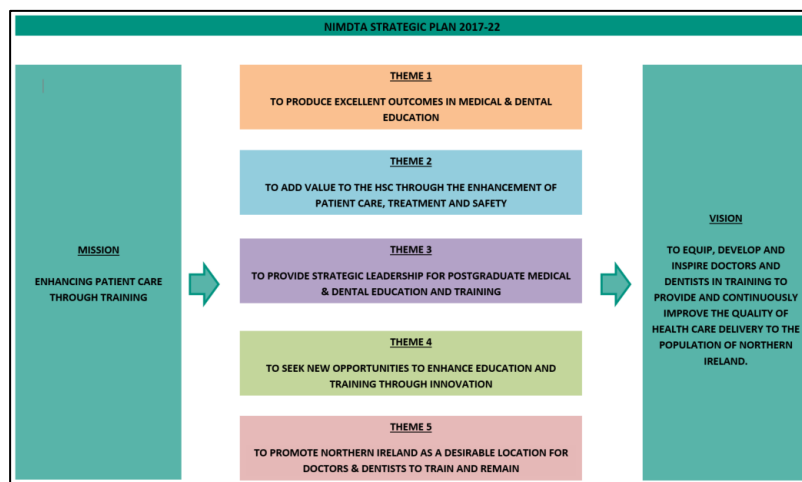 NIMDTA STRATEGIC PLAN 2017-22
MISSION
ENHANCING PATIENT CARE
THROUGH TRAINING
THEME 1
TO PRODUCE EXCELLENT OUTCOMES IN MEDICAL & DENTAL
EDUCATION
THEME 2
TO ADD VALUE TO THE HSC THROUGH THE ENHANCEMENT OF
PATIENT CARE, TREATMENT AND SAFETY
THEME 3
TO PROVIDE STRATEGIC LEADERSHIP FOR POSTGRADUATE MEDICAL
& DENTAL EDUCATION AND TRAINING
THEME 4
TO SEEK NEW OPPORTUNITIES TO ENHANCE EDUCATION AND
TRAINING THROUGH INNOVATION
THEME 5
TO PROMOTE NORTHERN IRELAND AS A DESIRABLE LOCATION FOR
DOCTORS & DENTISTS TO TRAIN AND REMAIN
VISION
TO EQUIP, DEVELOP AND
INSPIRE DOCTORS AND
DENTISTS IN TRAINING TO
PROVIDE AND CONTINUOUSLY
IMPROVE THE QUALITY OF
HEALTH CARE DELIVERY TO THE
POPULATION OF NORTHERN
IRELAND.